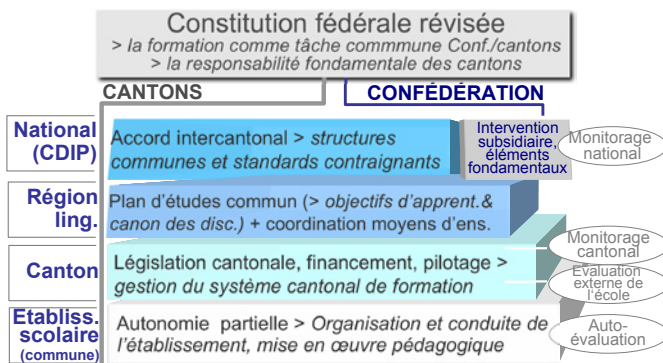 Constitution fédérale révisée
> la formation comme tâche commmune Conf./cantons
> la responsabilité fondamentale des cantons
CANTONS
CONFÉDÉRATION
National
(CDIP)
Accord intercantonal > structures
communes et standards contraignants
Intervention
subsidiaire,
éléments
fondamentaux
Monitorage
national
Région
ling.
Plan d'études commun (> objectifs d'apprent.&
canon des disc.) + coordination moyens d'ens.
Canton
Législation cantonale, financement, pilotage >
gestion du système cantonal de formation
Monitorage
cantonal
Evaluation
externe de
l'école
Etabliss.
scolaire
(commune)
Autonomie partielle > Organisation et conduite de
l'établissement, mise en œuvre pédagogique
Auto-
évaluation